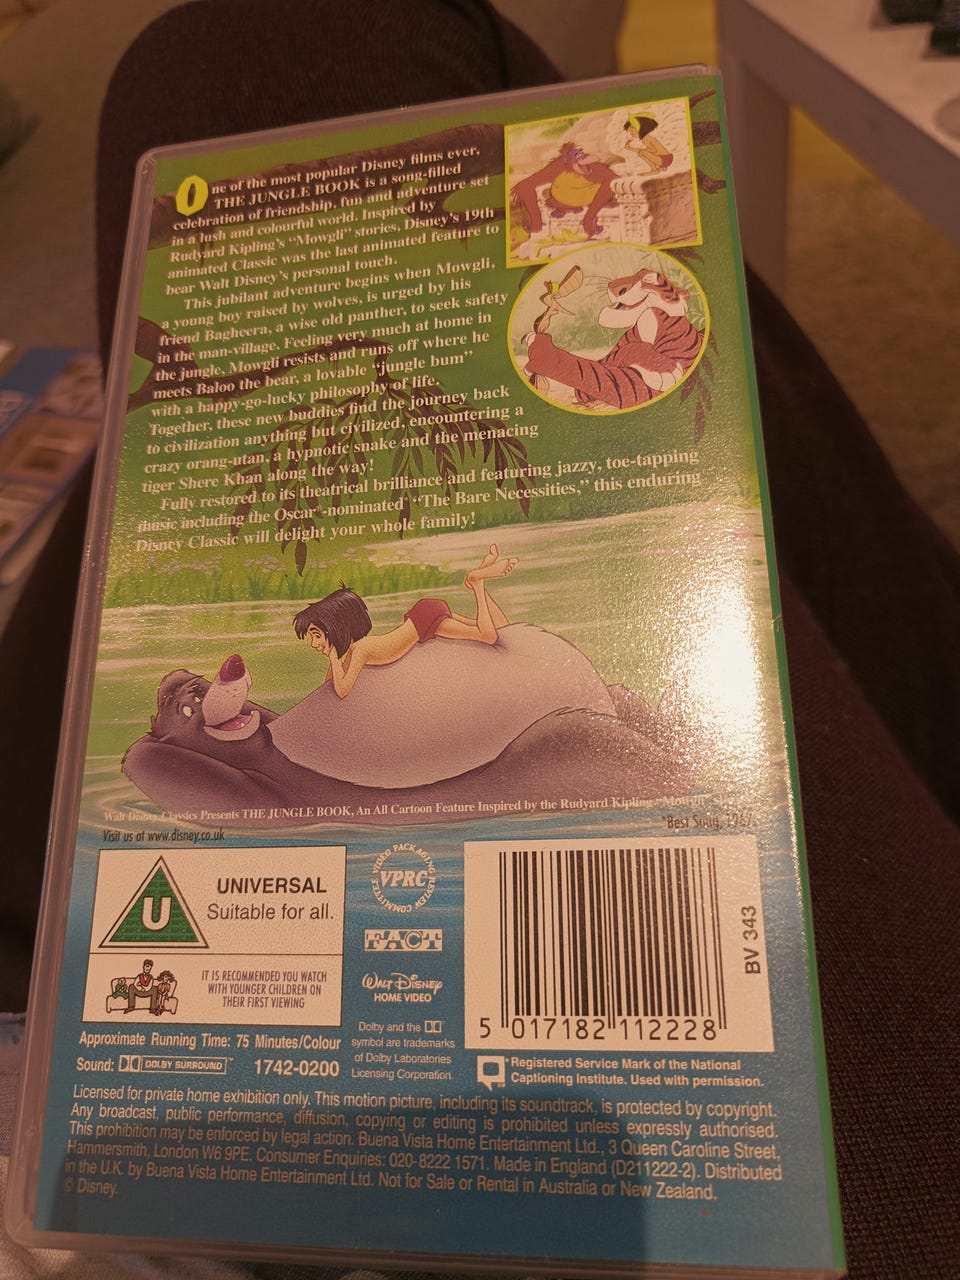 One of the most popular Disney films ever,
THE JUNGLE BOOK is a song-filled
celebration of friendship, fun and adventure set
in a lush and colourful world. Inspired by
Rudyard Kipling's "Mowgli" stories, Disney's 19th
animated Classic was the last animated feature to
bear Walt Disney's personal touch.
This jubilant adventure begins when Mowgli,
a young boy raised by wolves, is urged by his
friend Bagheera, a wise old panther, to seek safety
in the man-village. Feeling very much at home in
the jungle, Mowgli resists and runs off where he
meets Baloo the bear, a lovable "jungle bum"
with a happy-go-lucky philosophy of life.
Together, these new buddies find the journey back
to civilization anything but civilized, encountering a
crazy orang-utan, a hypnotic snake and the menacing
tiger Shere Khan along the way!
Fully restored to its theatrical brilliance and featuring jazzy, toe-tapping
music including the Oscar®-nominated* "The Bare Necessities," this enduring
Disney Classic will delight your whole family!
Walt Disney Classics Presents THE JUNGLE BOOK, An All Cartoon Feature Inspired by the Rudyard Kipling "Mowgli"
*Best Song, 1967.
Visit us at www.disney.co.uk
U
UNIVERSAL
Suitable for all.
IT IS RECOMMENDED YOU WATCH
WITH YOUNGER CHILDREN ON
THEIR FIRST VIEWING
VIDEO PACKAGING REVIEW COMMITTEE
VPRC
FACT
WALT DISNEY
HOME VIDEO
Dolby and the
symbol are trademarks
of Dolby Laboratories
Licensing Corporation.
BV 343
5 017182 112228
Approximate Running Time: 75 Minutes/Colour
Sound: DOLBY SURROUND™
1742-0200
® Registered Service Mark of the National
Captioning Institute. Used with permission.
Licensed for private home exhibition only. This motion picture, including its soundtrack, is protected by copyright.
Any broadcast, public performance, diffusion, copying or editing is prohibited unless expressly authorised.
This prohibition may be enforced by legal action. Buena Vista Home Entertainment Ltd., 3 Queen Caroline Street,
Hammersmith, London W6 9PE. Consumer Enquiries: 020-8222 1571. Made in England (D211222-2). Distributed
in the U.K. by Buena Vista Home Entertainment Ltd. Not for Sale or Rental in Australia or New Zealand.
© Disney.